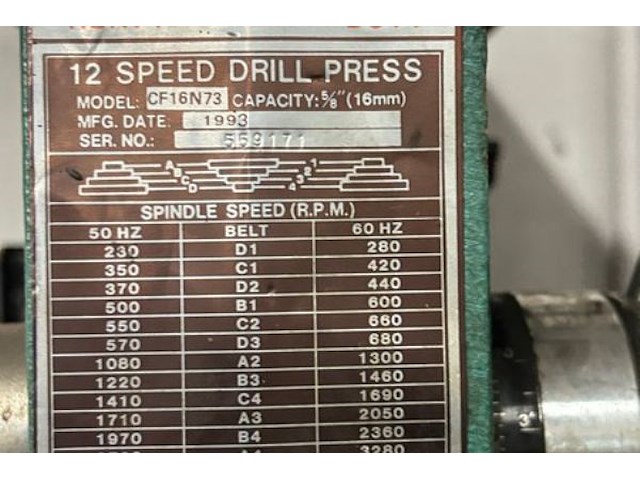 12 SPEED DRILL PRESS
MODEL: CF16N73 CAPACITY: 5/8" (16mm)
MFG. DATE: 1993
SER. NO.: 559171
A B C D 1 2 3 4
SPINDLE SPEED (R.P.M.)
50 HZ BELT 60 HZ
230 D1 280
350 C1 420
370 D2 440
500 B1 600
550 C2 660
570 D3 680
1080 A2 1300
1220 B3 1460
1410 C4 1690
1710 A3 2050
1970 B4 2360
3280
3